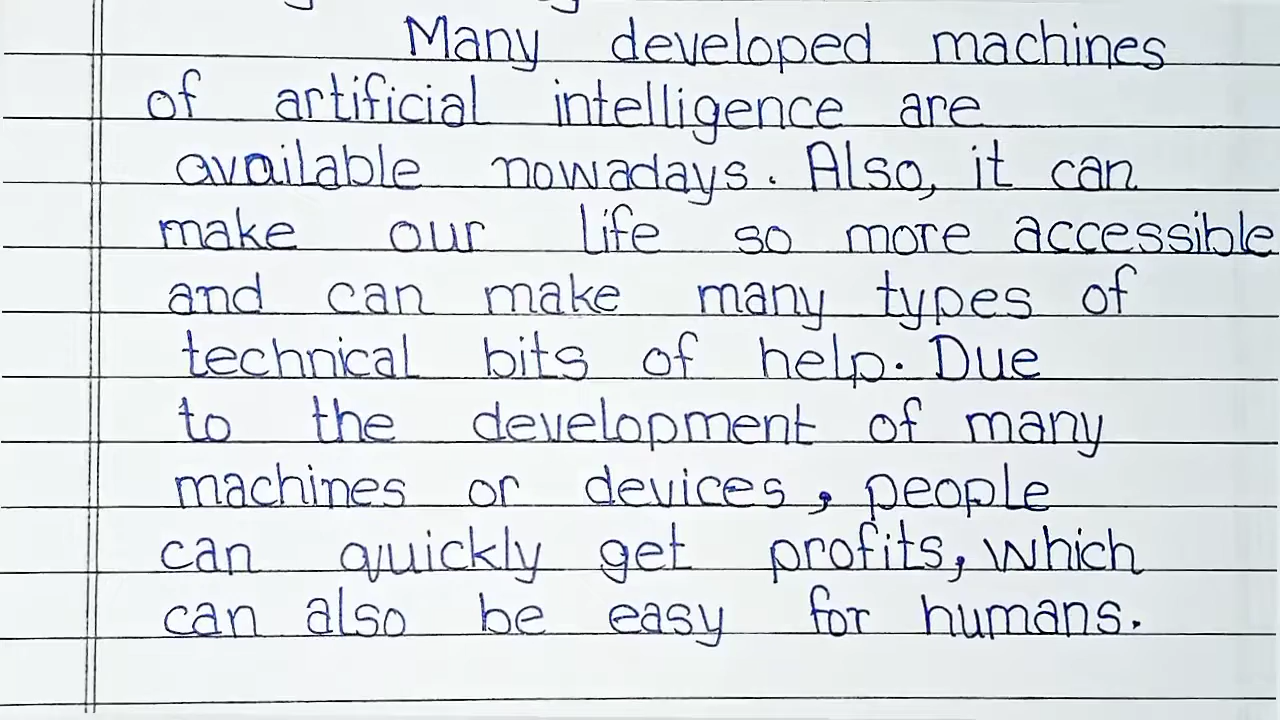 Many developed machines
of artificial intelligence are
available nowadays. Also, it can
make our life so more accessible
and can make many types of
technical bits of help. Due
to the development of many
machines or devices, people
can quickly get profits, which
can also be easy for humans.